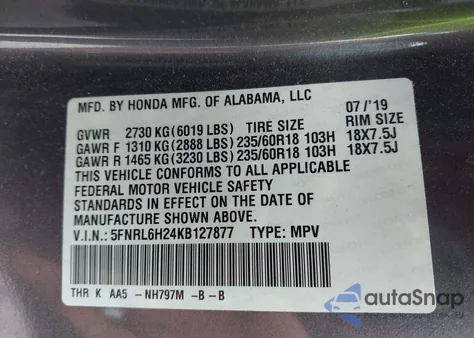 MFD. BY HONDA MFG. OF ALABAMA, LLC 07 /'19
GVWR 2730 KG (6019 LBS) TIRE SIZE RIM SIZE
GAWR F 1310 KG (2888 LBS) 235/60R18 103H 18X7.5J
GAWR R 1465 KG (3230 LBS) 235/60R18 103H 18X7.5J
THIS VEHICLE CONFORMS TO ALL APPLICABLE
FEDERAL MOTOR VEHICLE SAFETY
STANDARDS IN EFFECT ON THE DATE OF
MANUFACTURE SHOWN ABOVE.
V.I.N.: 5FNRL6H24KB127877 TYPE: MPV
THR K AA5 - NH797M -B - B
autoSnap